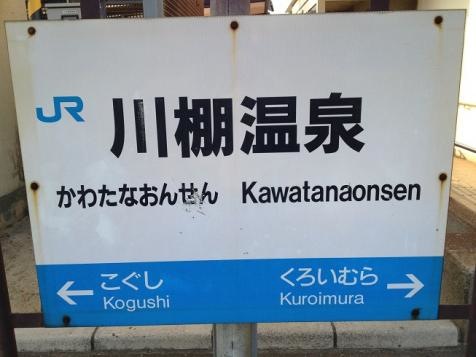 JR
川棚温泉
かわたなおんせん Kawatanaonsen
← こぐし くろいむら →
Kogushi Kuroimura